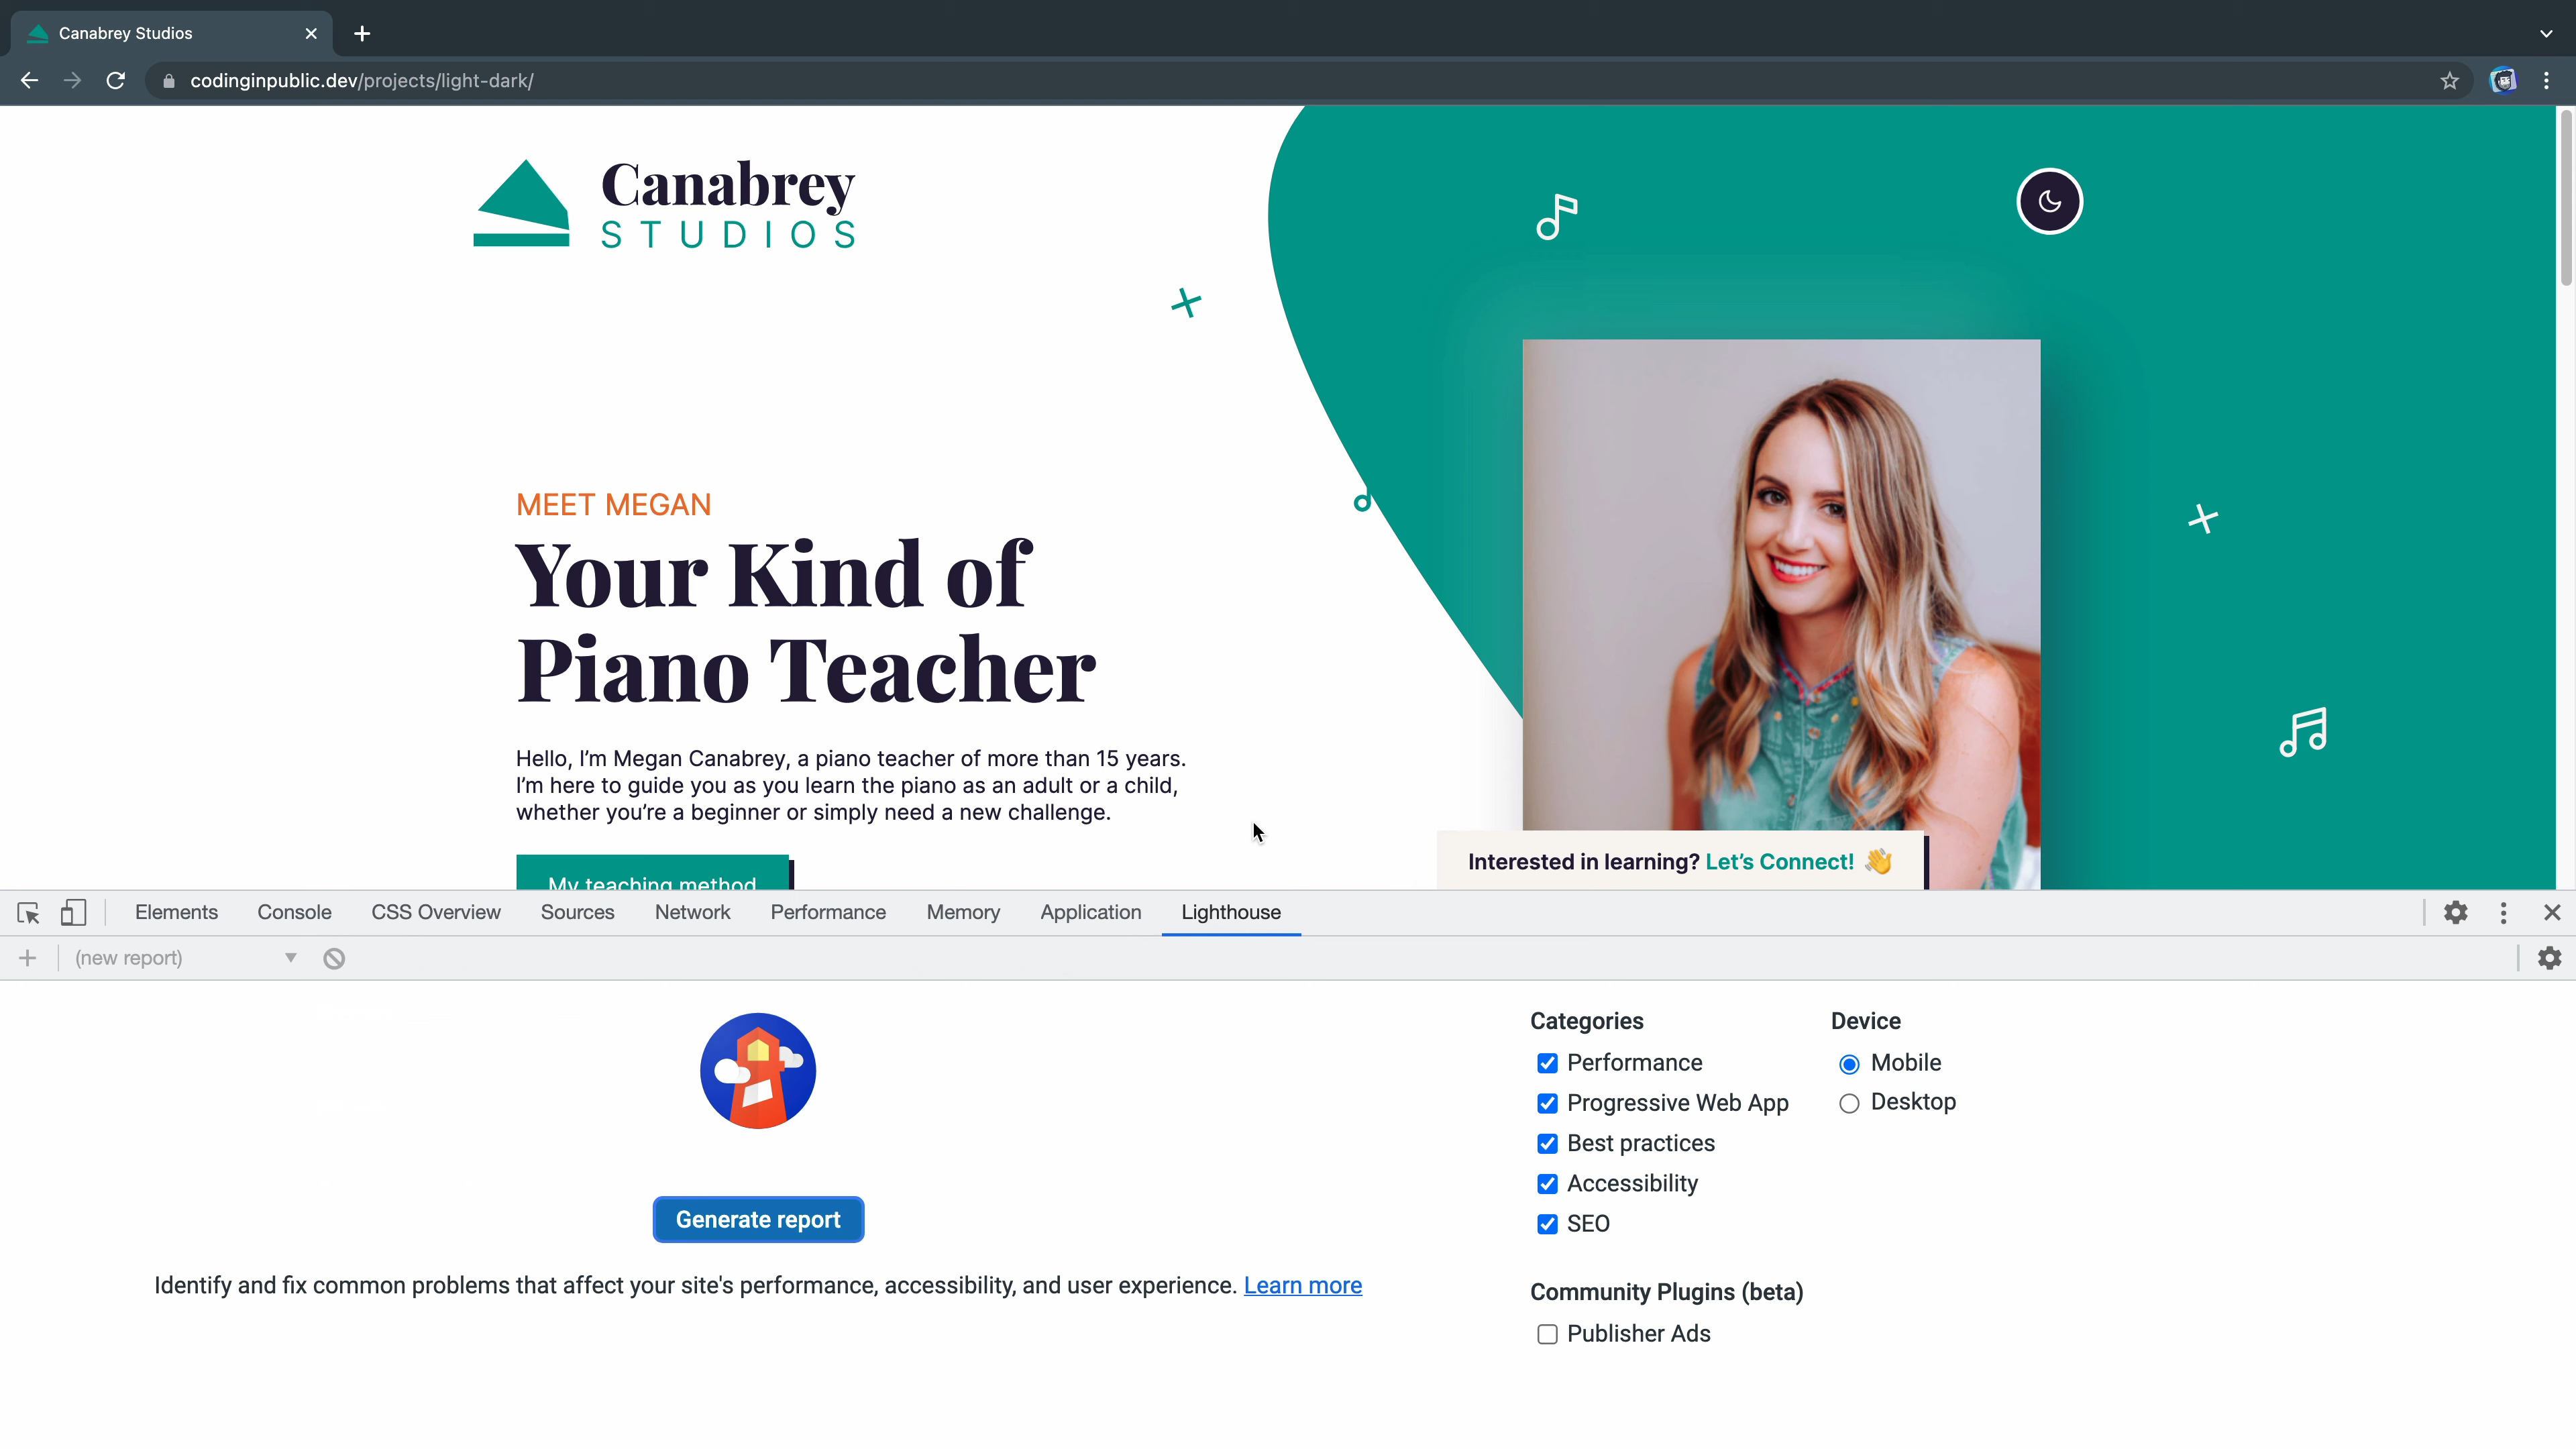 Canabrey Studios
codinginpublic.dev/projects/light-dark/
Canabrey
STUDIOS
MEET MEGAN
Your Kind of
Piano Teacher
Hello, I'm Megan Canabrey, a piano teacher of more than 15 years.
I'm here to guide you as you learn the piano as an adult or a child,
whether you're a beginner or simply need a new challenge.
My teaching method
Interested in learning? Let's Connect! 👋
Elements Console CSS Overview Sources Network Performance Memory Application Lighthouse
(new report)
Generate report
Identify and fix common problems that affect your site's performance, accessibility, and user experience. Learn more
Categories
Performance
Progressive Web App
Best practices
Accessibility
SEO
Device
Mobile
Desktop
Community Plugins (beta)
Publisher Ads